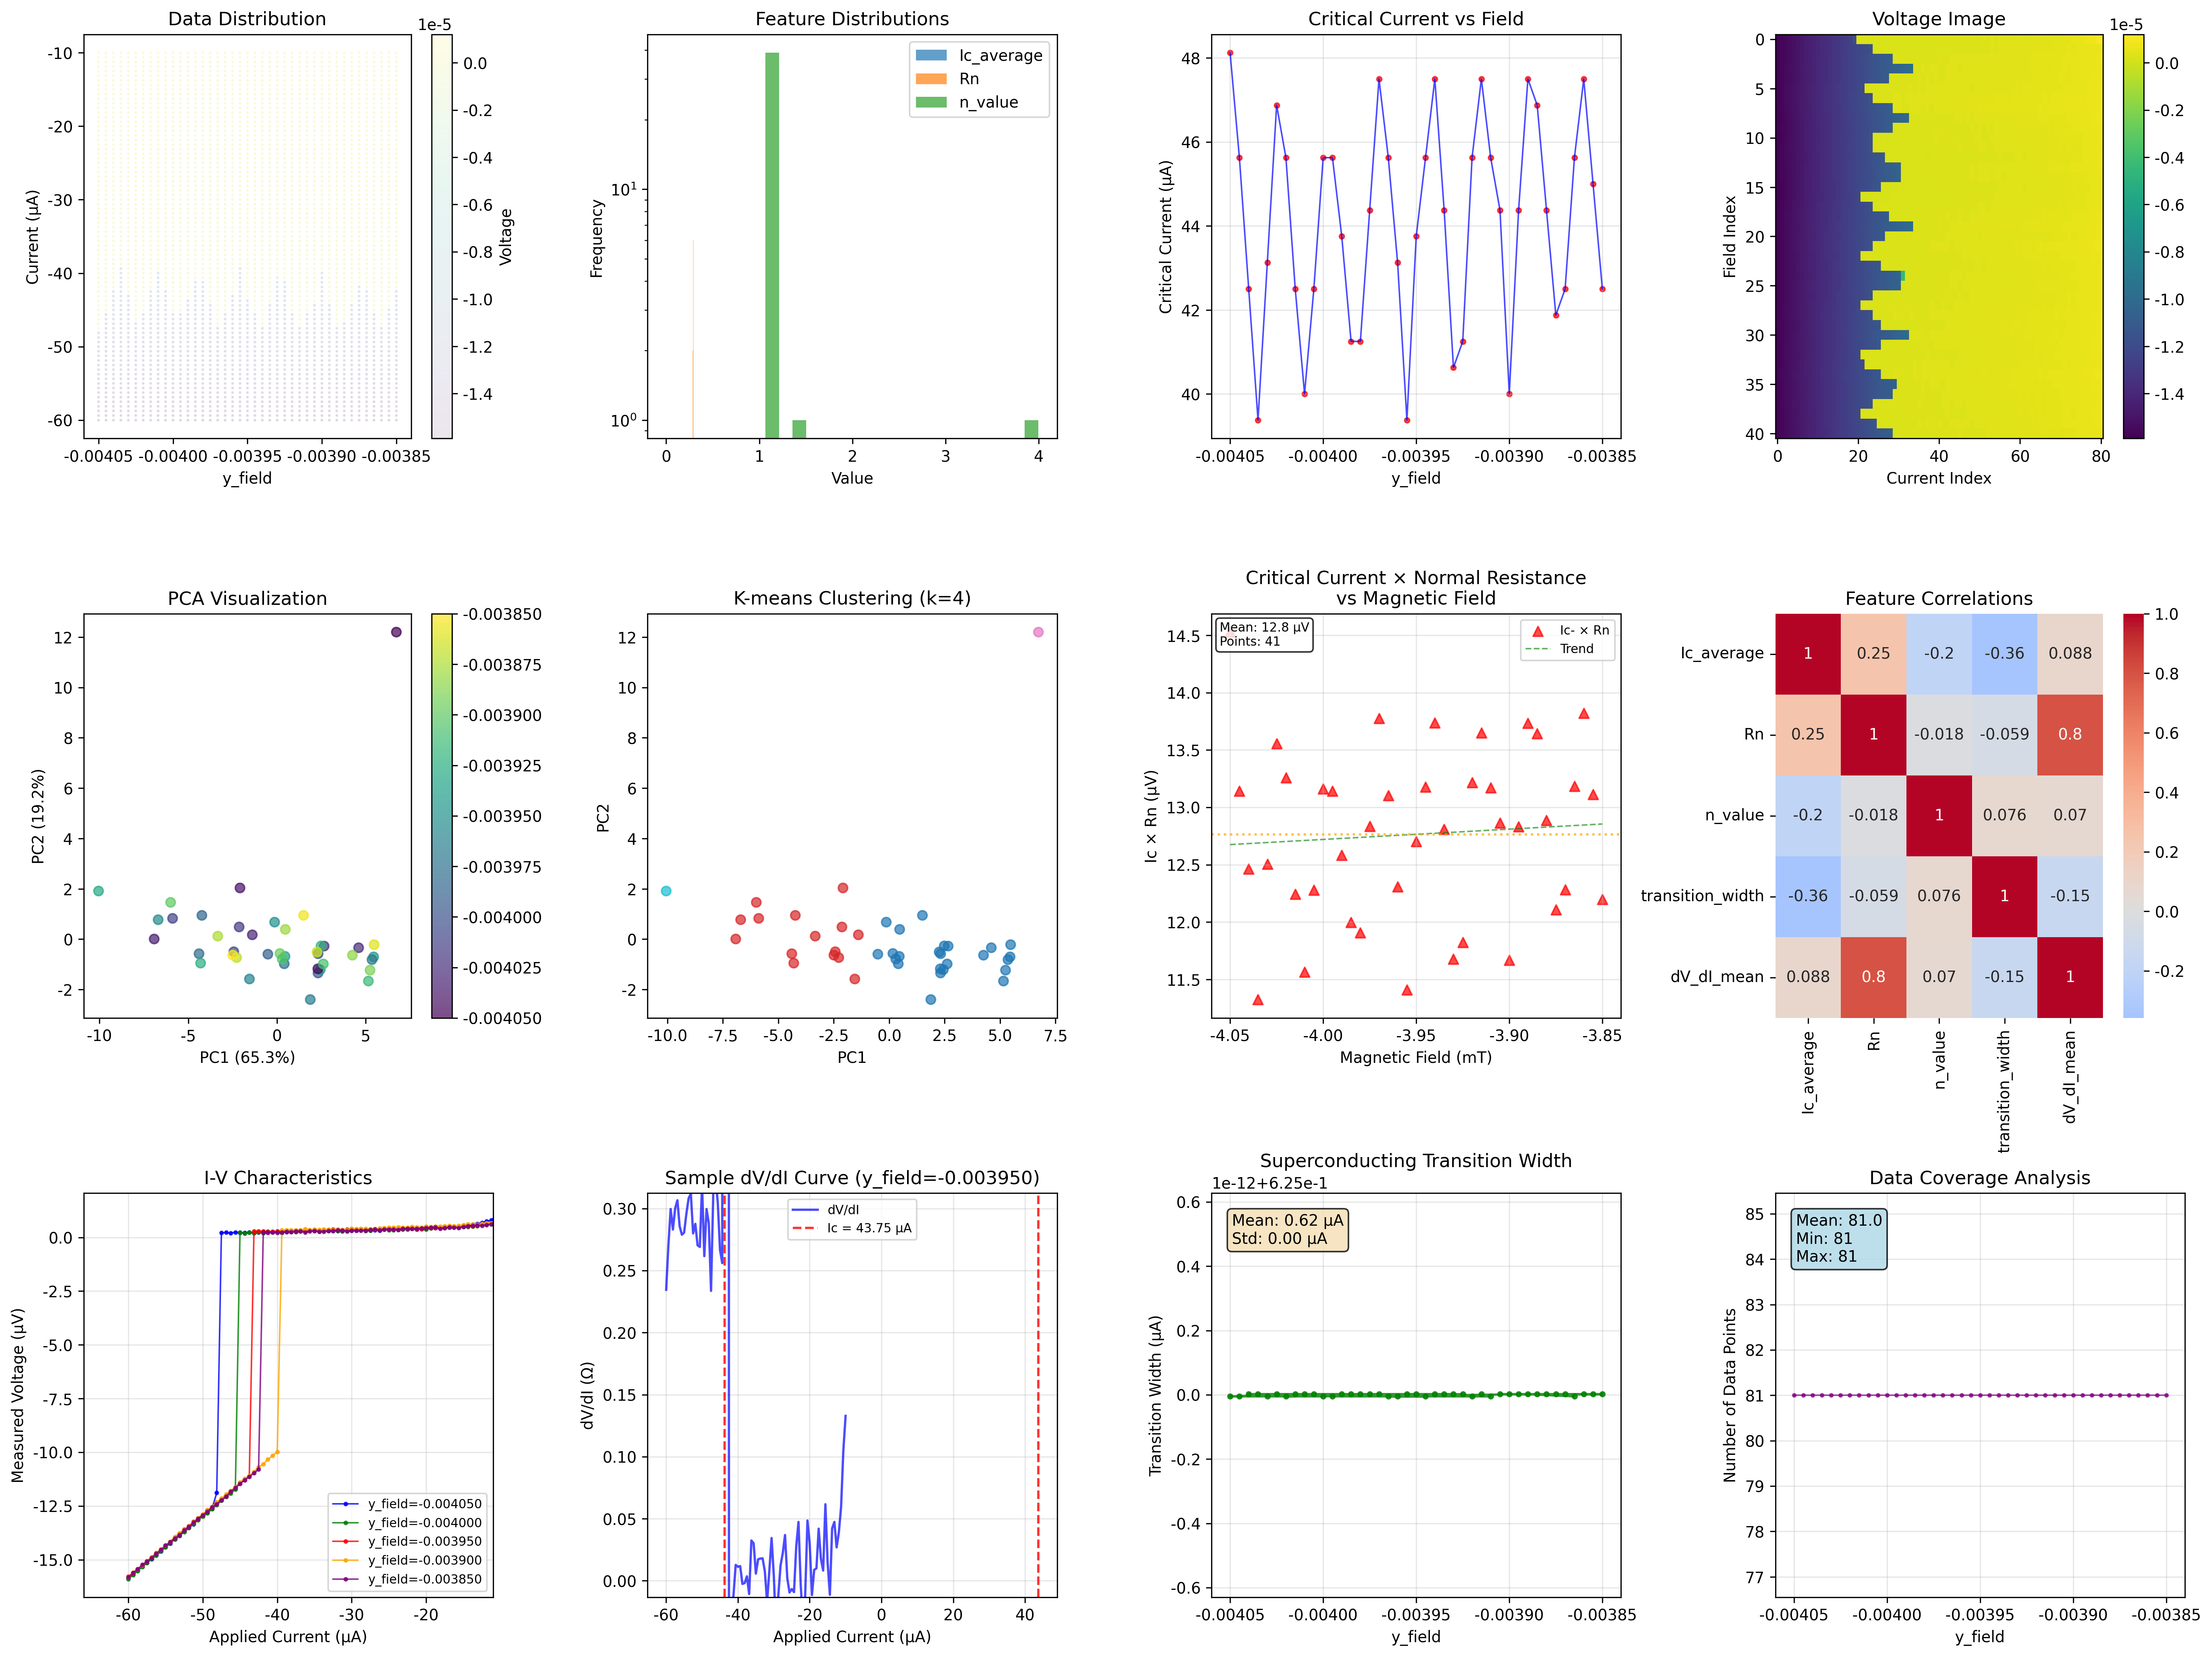 Data Distribution
1e-5
-10
-20
-30
-40
-50
-60
Current (μA)
-0.00405 -0.00400 -0.00395 -0.00390 -0.00385
y_field
0.0
-0.2
-0.4
-0.6
-0.8
-1.0
-1.2
-1.4
Voltage
Feature Distributions
Ic_average
Rn
n_value
10¹
10⁰
Frequency
0 1 2 3 4
Value
Critical Current vs Field
48
46
44
42
40
Critical Current (μA)
-0.00405 -0.00400 -0.00395 -0.00390 -0.00385
y_field
Voltage Image
1e-5
0
5
10
15
20
25
30
35
40
Field Index
0 20 40 60 80
Current Index
0.0
-0.2
-0.4
-0.6
-0.8
-1.0
-1.2
-1.4
PCA Visualization
12
10
8
6
4
2
0
-2
PC2 (19.2%)
-10 -5 0 5
PC1 (65.3%)
-0.003850
-0.003875
-0.003900
-0.003925
-0.003950
-0.003975
-0.004000
-0.004025
-0.004050
K-means Clustering (k=4)
12
10
8
6
4
2
0
-2
PC2
-10.0 -7.5 -5.0 -2.5 0.0 2.5 5.0 7.5
PC1
Critical Current × Normal Resistance
vs Magnetic Field
Mean: 12.8 μV
Points: 41
Ic- × Rn
Trend
14.5
14.0
13.5
13.0
12.5
12.0
11.5
Ic × Rn (μV)
-4.05 -4.00 -3.95 -3.90 -3.85
Magnetic Field (mT)
Feature Correlations
Ic_average 1 0.25 -0.2 -0.36 0.088
Rn 0.25 1 -0.018 -0.059 0.8
n_value -0.2 -0.018 1 0.076 0.07
transition_width -0.36 -0.059 0.076 1 -0.15
dV_dI_mean 0.088 0.8 0.07 -0.15 1
Ic_average
Rn
n_value
transition_width
dV_dI_mean
1.0
0.8
0.6
0.4
0.2
0.0
-0.2
I-V Characteristics
0.0
-2.5
-5.0
-7.5
-10.0
-12.5
-15.0
Measured Voltage (μV)
y_field=-0.004050
y_field=-0.004000
y_field=-0.003950
y_field=-0.003900
y_field=-0.003850
-60 -50 -40 -30 -20
Applied Current (μA)
Sample dV/dI Curve (y_field=-0.003950)
dV/dI
Ic = 43.75 μA
0.30
0.25
0.20
0.15
0.10
0.05
0.00
dV/dI (Ω)
-60 -40 -20 0 20 40
Applied Current (μA)
Superconducting Transition Width
1e-12+6.25e-1
Mean: 0.62 μA
Std: 0.00 μA
0.6
0.4
0.2
0.0
-0.2
-0.4
-0.6
Transition Width (μA)
-0.00405 -0.00400 -0.00395 -0.00390 -0.00385
y_field
Data Coverage Analysis
Mean: 81.0
Min: 81
Max: 81
85
84
83
82
81
80
79
78
77
Number of Data Points
-0.00405 -0.00400 -0.00395 -0.00390 -0.00385
y_field